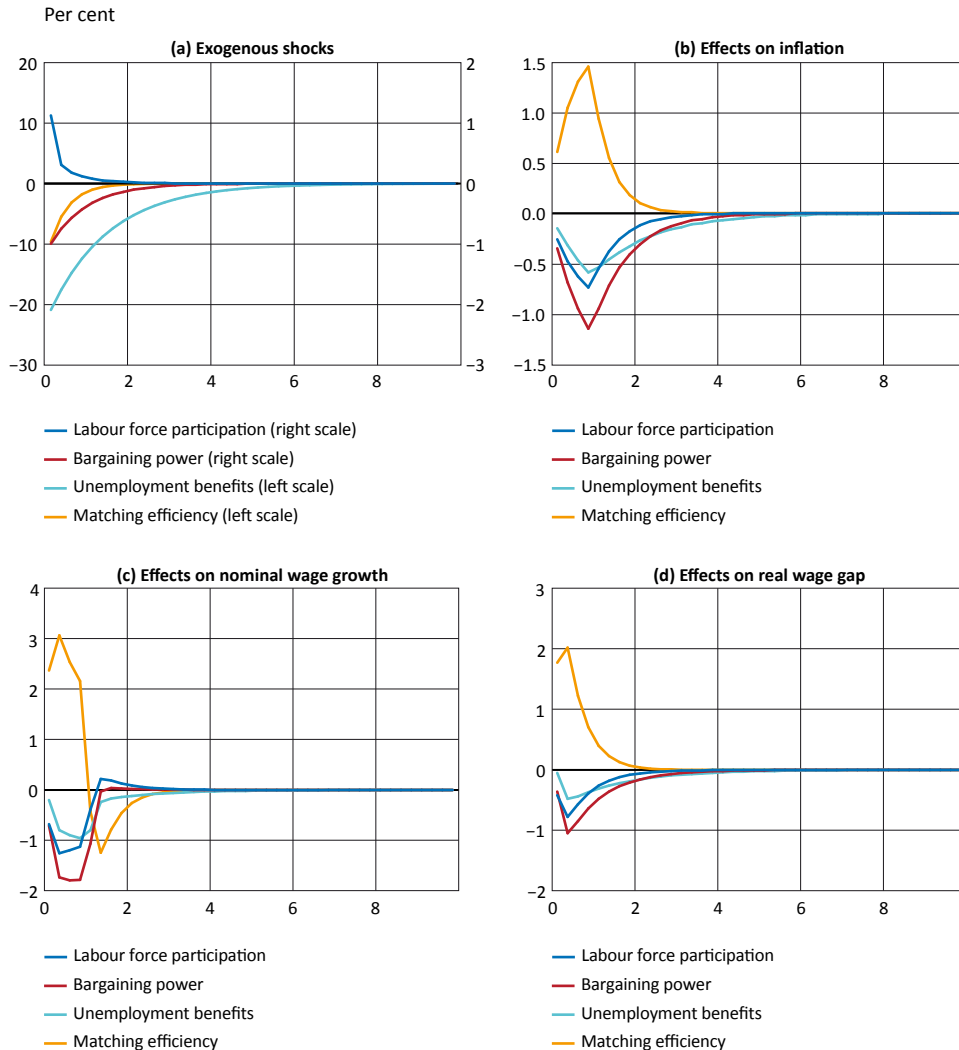 Per cent
(a) Exogenous shocks
20
10
0
−10
−20
−30
2
1
0
−1
−2
−3
0 2 4 6 8
Labour force participation (right scale)
Bargaining power (right scale)
Unemployment benefits (left scale)
Matching efficiency (left scale)
(b) Effects on inflation
1.5
1.0
0.5
0.0
−0.5
−1.0
−1.5
0 2 4 6 8
Labour force participation
Bargaining power
Unemployment benefits
Matching efficiency
(c) Effects on nominal wage growth
4
3
2
1
0
−1
−2
0 2 4 6 8
Labour force participation
Bargaining power
Unemployment benefits
Matching efficiency
(d) Effects on real wage gap
3
2
1
0
−1
−2
0 2 4 6 8
Labour force participation
Bargaining power
Unemployment benefits
Matching efficiency